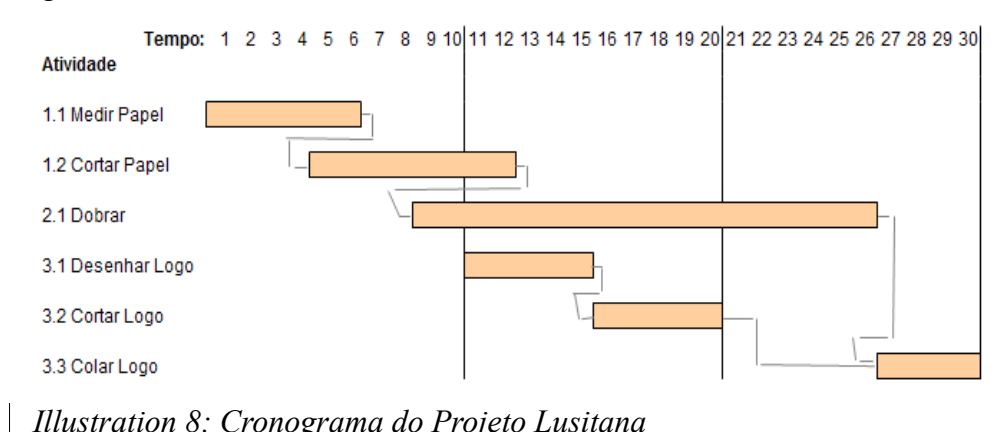 Tempo: 1 2 3 4 5 6 7 8 9 10 11 12 13 14 15 16 17 18 19 20 21 22 23 24 25 26 27 28 29 30
Atividade
1.1 Medir Papel
1.2 Cortar Papel
2.1 Dobrar
3.1 Desenhar Logo
3.2 Cortar Logo
3.3 Colar Logo
Illustration 8: Cronograma do Projeto Lusitana